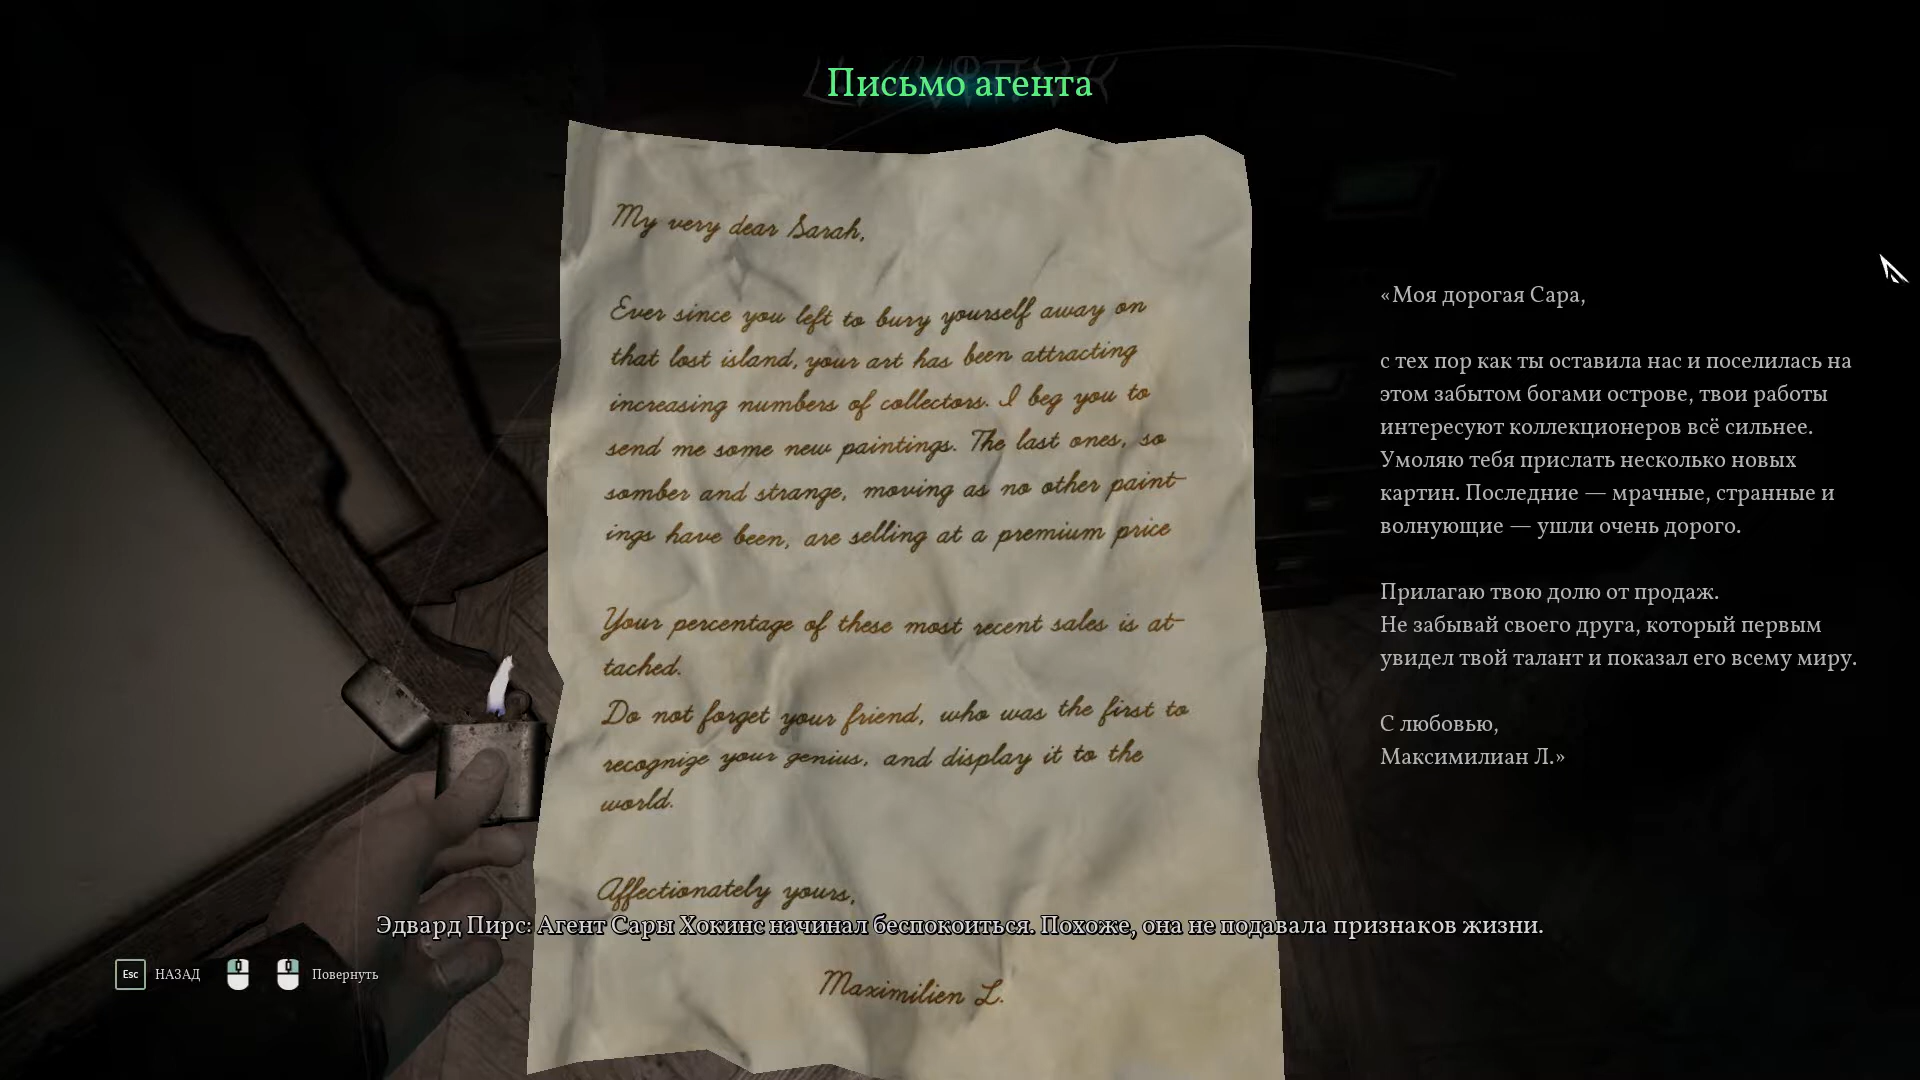 Письмо агента
My very dear Sarah,
Ever since you left to bury yourself away on
that lost island, your art has been attracting
increasing numbers of collectors. I beg you to
send me some new paintings. The last ones, so
somber and strange, moving as no other paint-
ings have been, are selling at a premium price
Your percentage of these most recent sales is at-
tached.
Do not forget your friend, who was the first to
recognize your genius, and display it to the
world.
Affectionately yours,
Maximilien L.
«Моя дорогая Сара,
с тех пор как ты оставила нас и поселилась на
этом забытом богами острове, твои работы
интересуют коллекционеров всё сильнее.
Умоляю тебя прислать несколько новых
картин. Последние — мрачные, странные и
волнующие — ушли очень дорого.
Прилагаю твою долю от продаж.
Не забывай своего друга, который первым
увидел твой талант и показал его всему миру.
С любовью,
Максимилиан Л.»
Эдвард Пирс: Агент Сары Хокинс начинал беспокоиться. Похоже, она не подавала признаков жизни.
Esc НАЗАД Повернуть